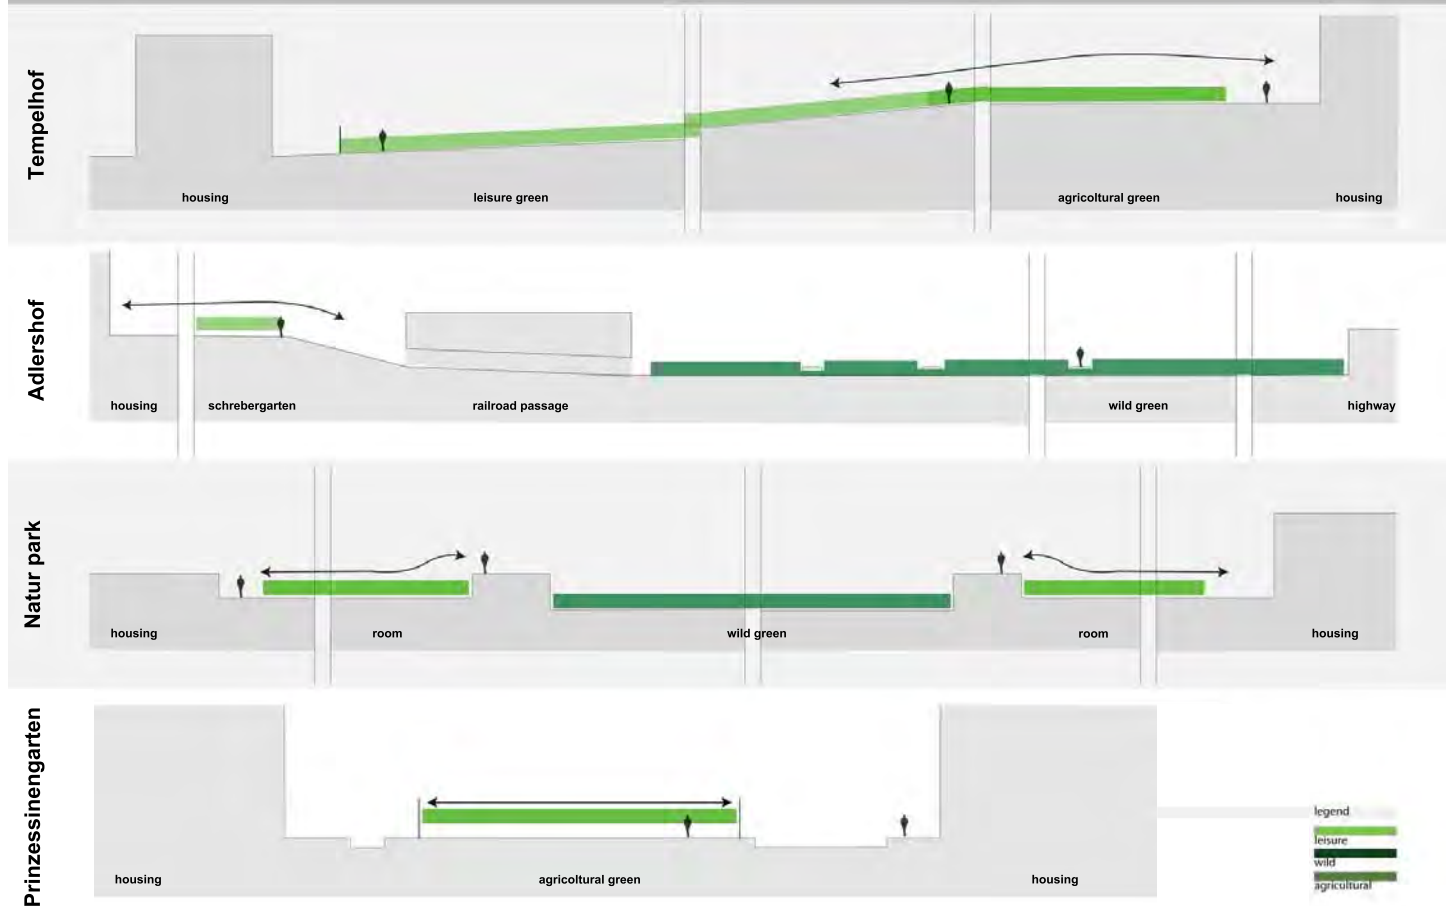 Tempelhof
housing
leisure green
agricoltural green
housing
Adlershof
housing
schrebergarten
railroad passage
wild green
highway
Natur park
housing
room
wild green
room
housing
Prinzessinengarten
housing
agricoltural green
housing
legend
leisure
wild
agricultural